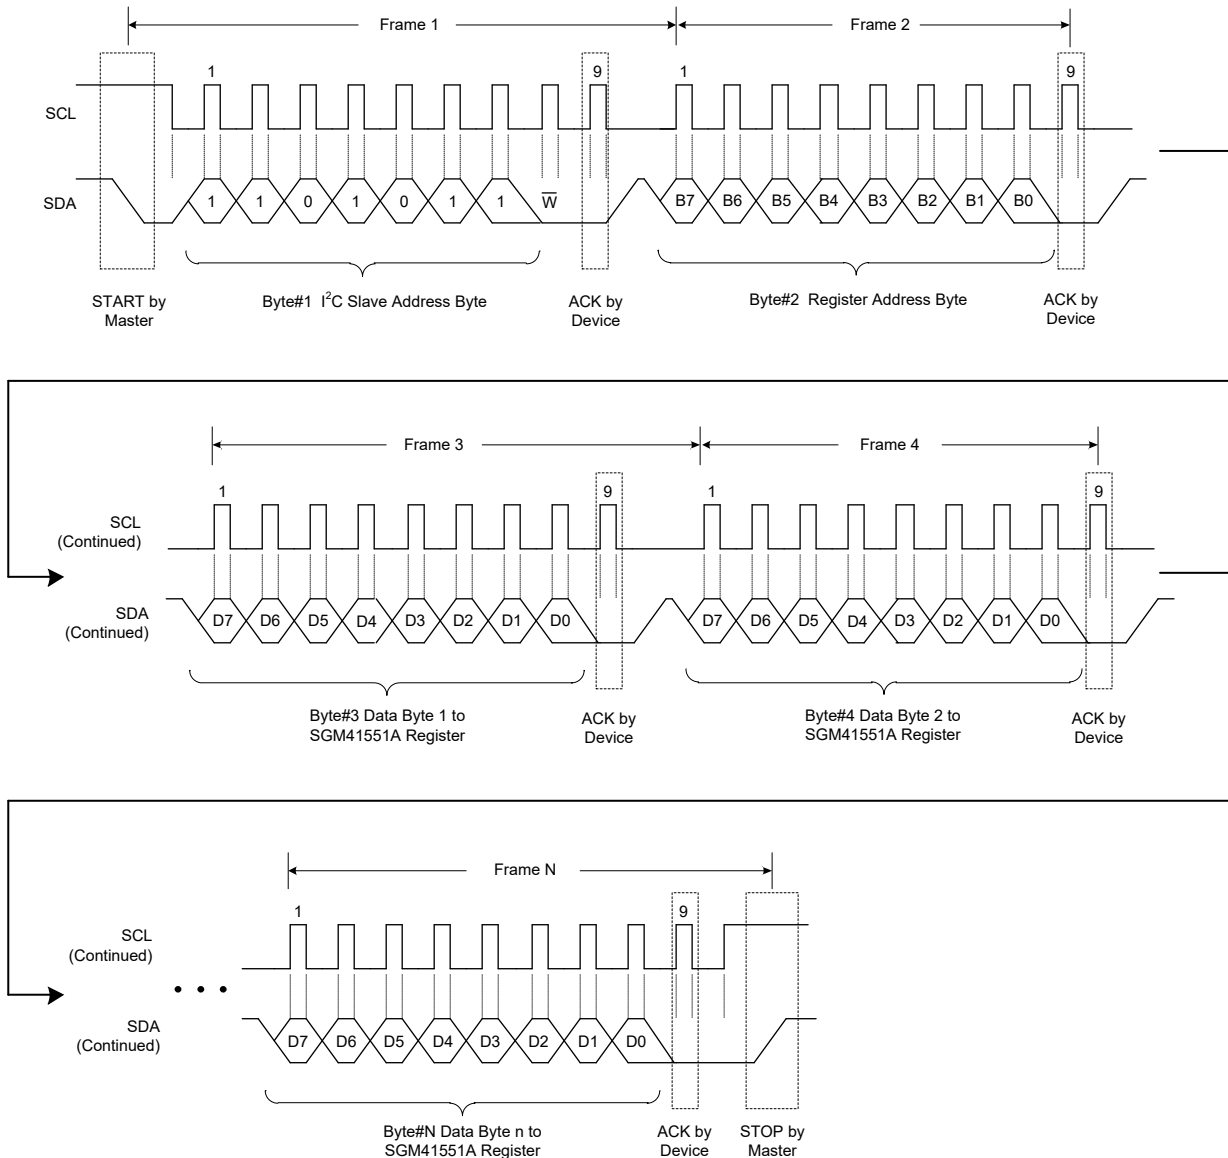 Frame 1 Frame 2
1 9 1 9
SCL
SDA 1 1 0 1 0 1 1 W̅ B7 B6 B5 B4 B3 B2 B1 B0
START by
Master
Byte#1 I²C Slave Address Byte
ACK by
Device
Byte#2 Register Address Byte
ACK by
Device
Frame 3 Frame 4
1 9 1 9
SCL
(Continued)
SDA
(Continued)
D7 D6 D5 D4 D3 D2 D1 D0 D7 D6 D5 D4 D3 D2 D1 D0
Byte#3 Data Byte 1 to
SGM41551A Register
ACK by
Device
Byte#4 Data Byte 2 to
SGM41551A Register
ACK by
Device
Frame N
1 9
SCL
(Continued)
SDA
(Continued)
D7 D6 D5 D4 D3 D2 D1 D0
Byte#N Data Byte n to
SGM41551A Register
ACK by
Device
STOP by
Master